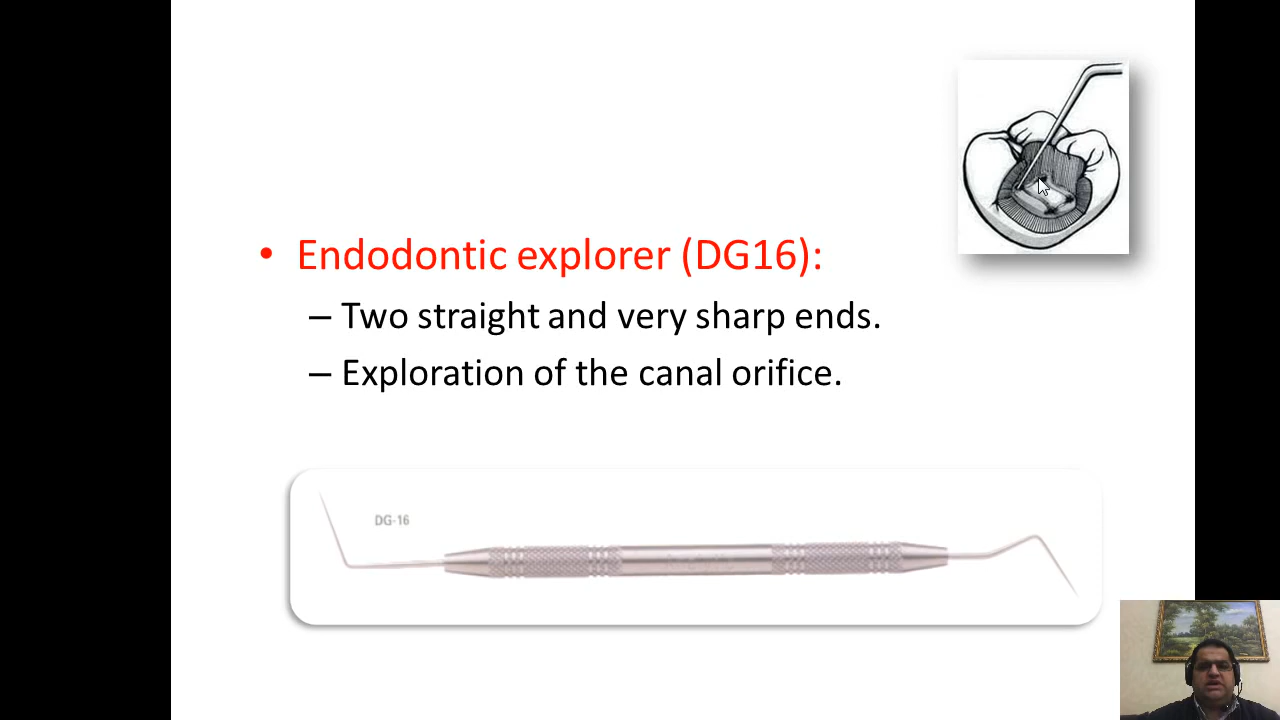 • Endodontic explorer (DG16):
– Two straight and very sharp ends.
– Exploration of the canal orifice.
DG-16